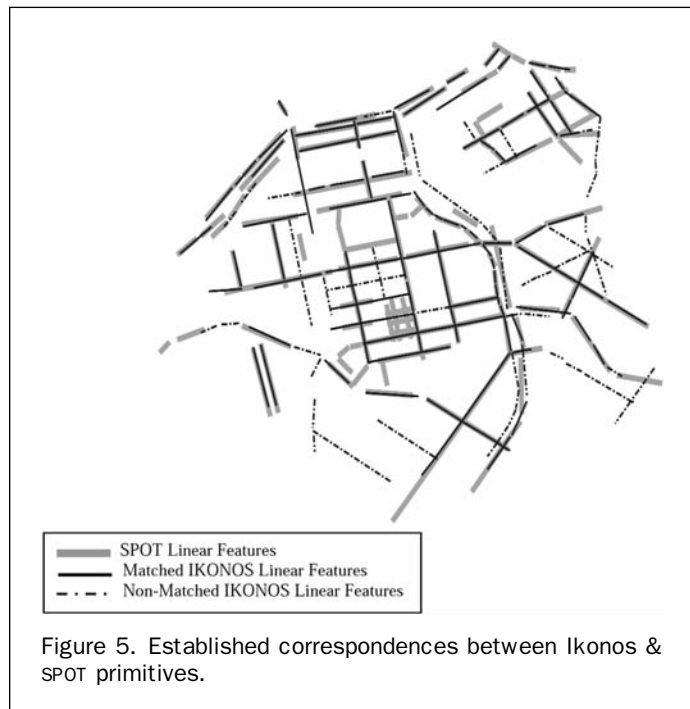 SPOT Linear Features
Matched IKONOS Linear Features
Non-Matched IKONOS Linear Features
Figure 5. Established correspondences between Ikonos &
SPOT primitives.